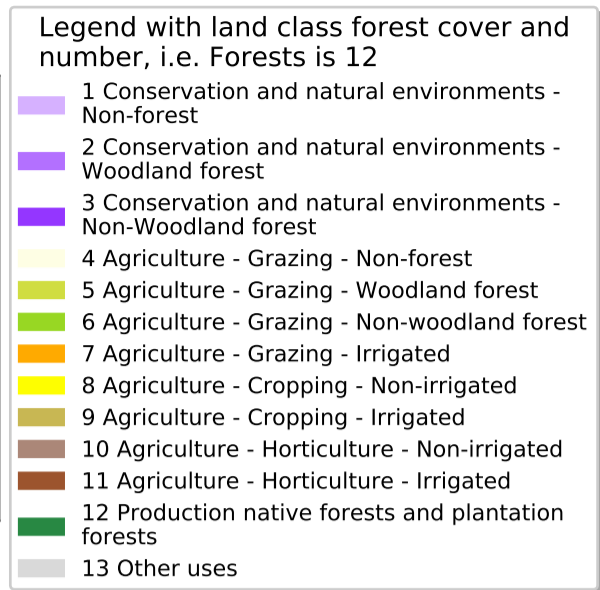 Legend with land class forest cover and
number, i.e. Forests is 12
1 Conservation and natural environments -
Non-forest
2 Conservation and natural environments -
Woodland forest
3 Conservation and natural environments -
Non-Woodland forest
4 Agriculture - Grazing - Non-forest
5 Agriculture - Grazing - Woodland forest
6 Agriculture - Grazing - Non-woodland forest
7 Agriculture - Grazing - Irrigated
8 Agriculture - Cropping - Non-irrigated
9 Agriculture - Cropping - Irrigated
10 Agriculture - Horticulture - Non-irrigated
11 Agriculture - Horticulture - Irrigated
12 Production native forests and plantation
forests
13 Other uses